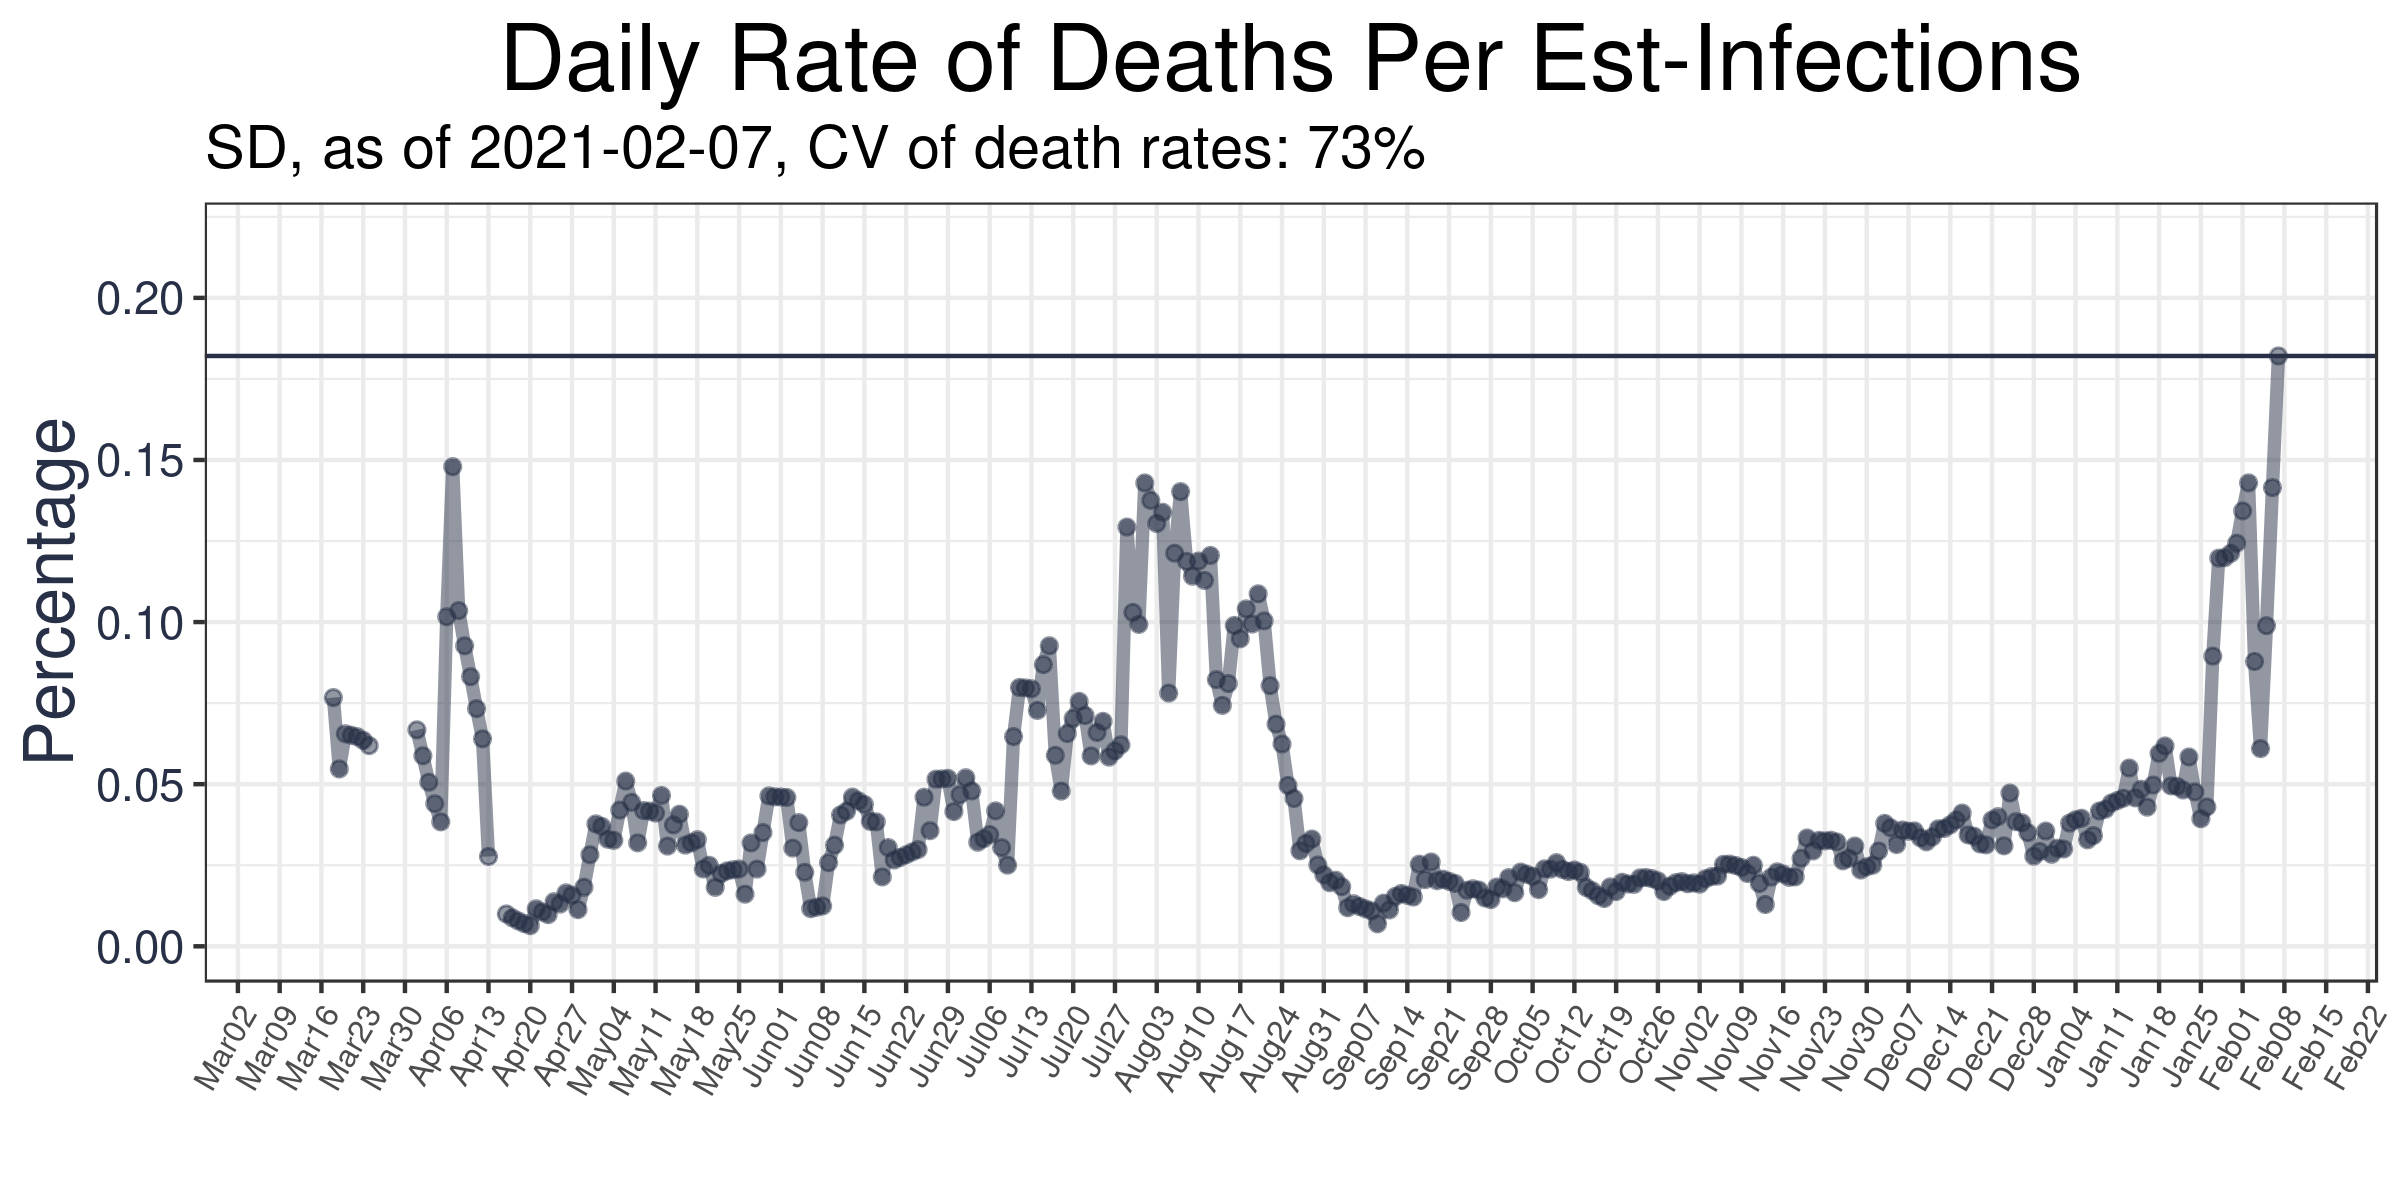 Daily Rate of Deaths Per Est-Infections
SD, as of 2021-02-07, CV of death rates: 73%
Percentage
0.20
0.15
0.10
0.05
0.00
Mar02
Mar09
Mar16
Mar23
Mar30
Apr06
Apr13
Apr20
Apr27
May04
May11
May18
May25
Jun01
Jun08
Jun15
Jun22
Jun29
Jul06
Jul13
Jul20
Jul27
Aug03
Aug10
Aug17
Aug24
Aug31
Sep07
Sep14
Sep21
Sep28
Oct05
Oct12
Oct19
Oct26
Nov02
Nov09
Nov16
Nov23
Nov30
Dec07
Dec14
Dec21
Dec28
Jan04
Jan11
Jan18
Jan25
Feb01
Feb08
Feb15
Feb22